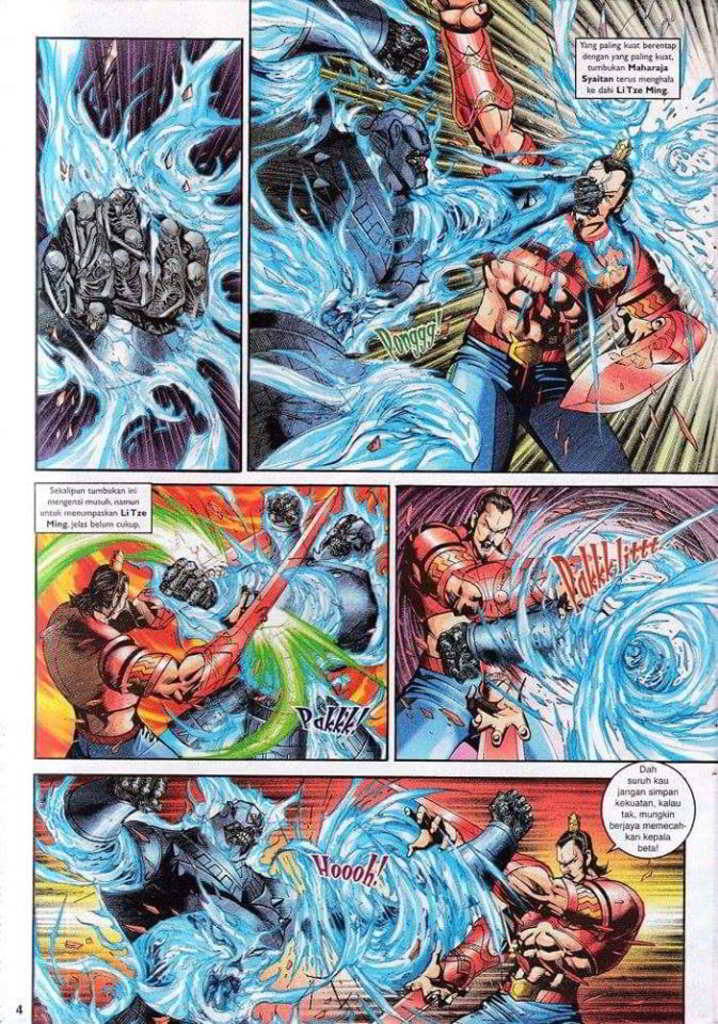 Yang paling kuat berentap
dengan yang paling kuat,
tumbukan Maharaja
Syaitan terus menghala
ke dahi Li Tze Ming.
Ponggg!
Sekalipun tumbukan ini
mengenai musuh, namun
untuk menumpaskan Li Tze
Ming, jelas belum cukup.
Pakkk!
Pakkklittt
Dah
suruh kau
jangan simpan
kekuatan, kalau
tak, mungkin
berjaya memecah-
kan kepala
beta!
Hoooh!
4